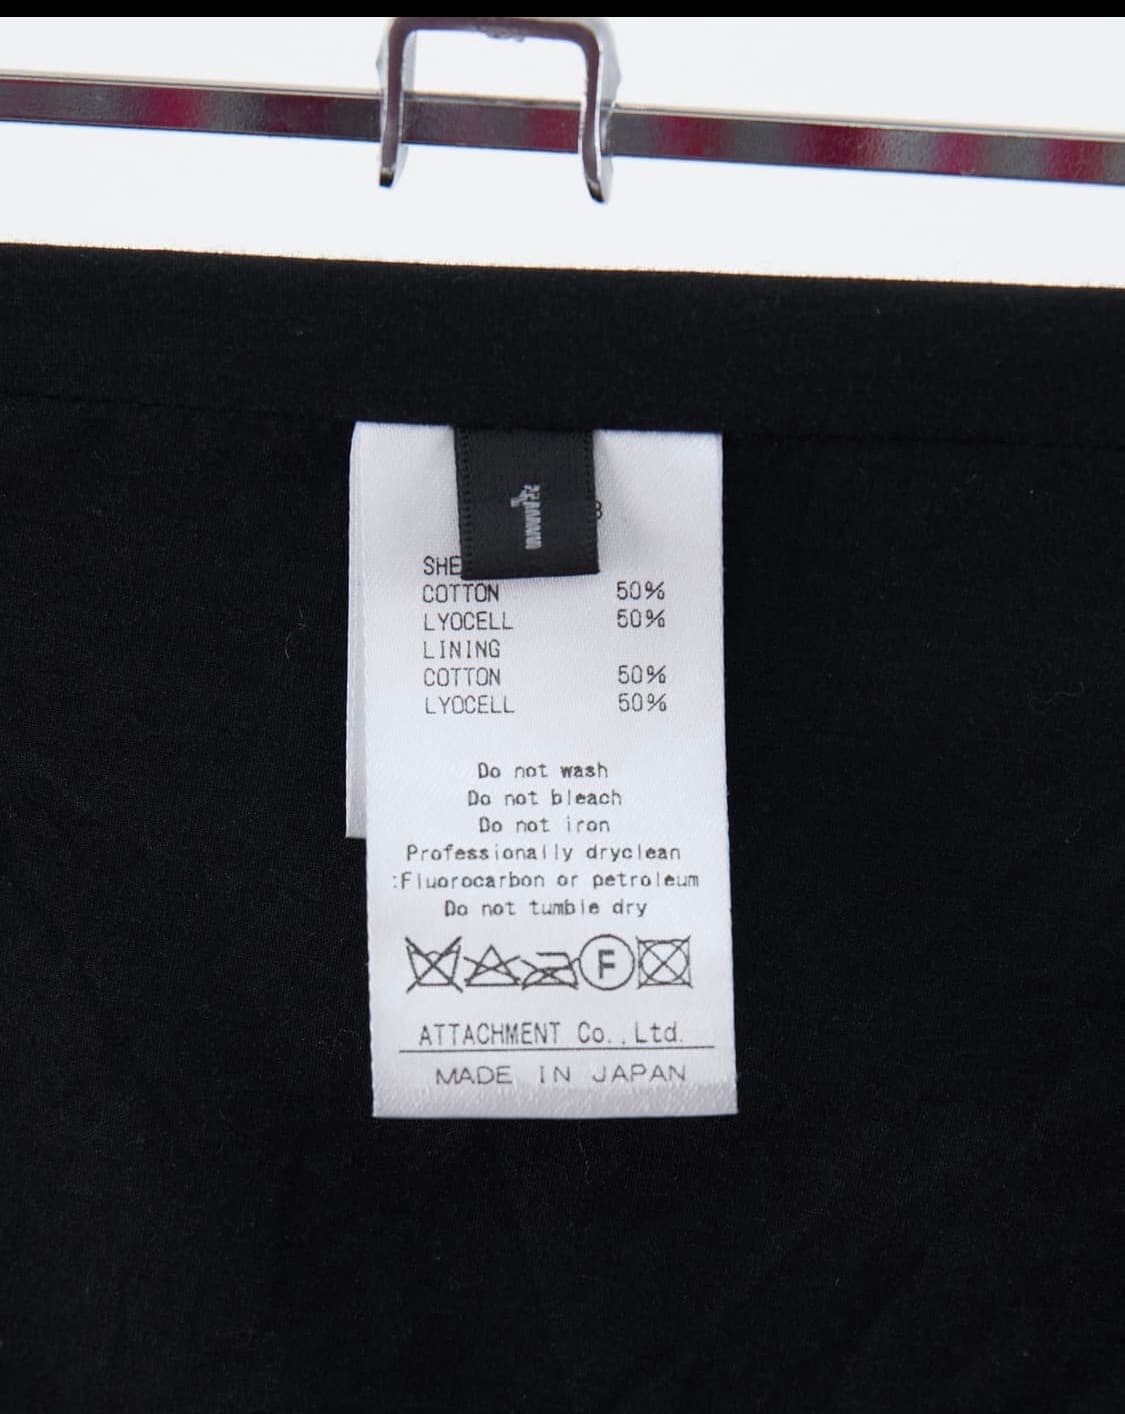 SHE
COTTON 50%
LYOCELL 50%
LINING
COTTON 50%
LYOCELL 50%
Do not wash
Do not bleach
Do not iron
Professionally dryclean
:Fluorocarbon or petroleum
Do not tumble dry
F
ATTACHMENT Co.,Ltd.
MADE IN JAPAN